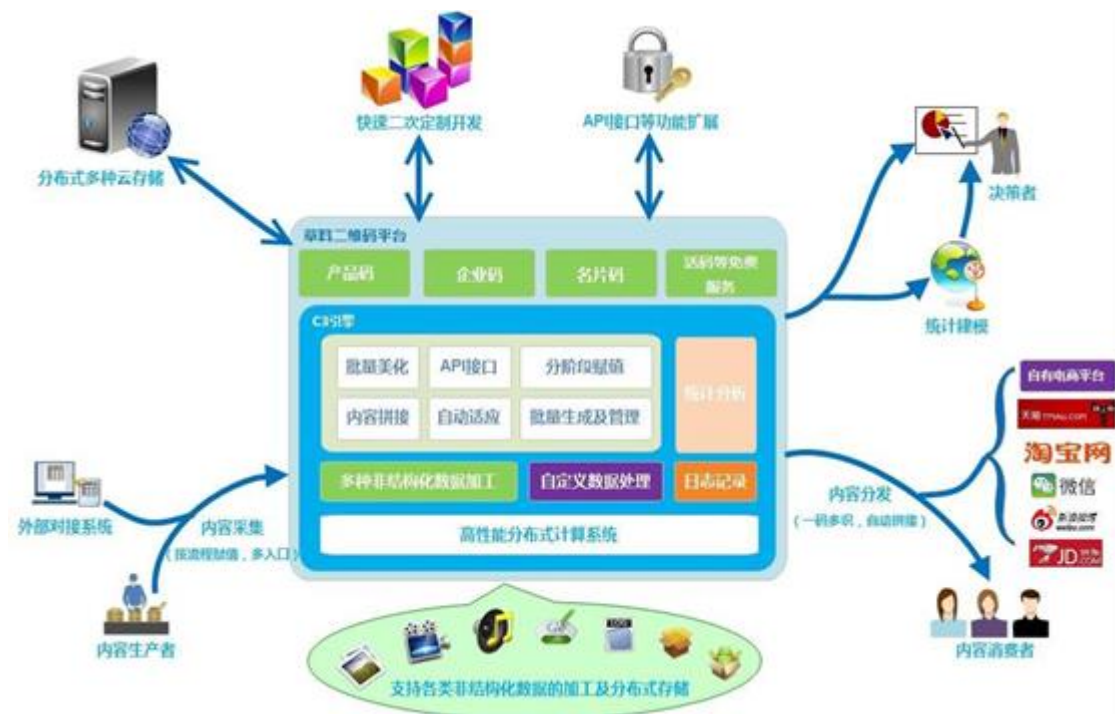 快速二次定制开发
API接口等功能扩展
分布式多种云存储
决策者
草料二维码平台
产品码
企业码
名片码
活码等免费
服务
统计建模
C3引擎
批量美化
API接口
分阶段赋值
统计分析
自有电商平台
天猫 TMALL.COM
内容拼接
自动适应
批量生成及管理
淘宝网
多种非结构化数据加工
自定义数据处理
日志记录
微信
外部对接系统
内容采集
(按流程赋值,多入口)
内容分发
(一码多识,自动拼接)
weibo.com
高性能分布式计算系统
JD
.COM
内容生产者
LOG
内容消费者
支持各类非结构化数据的加工及分布式存储